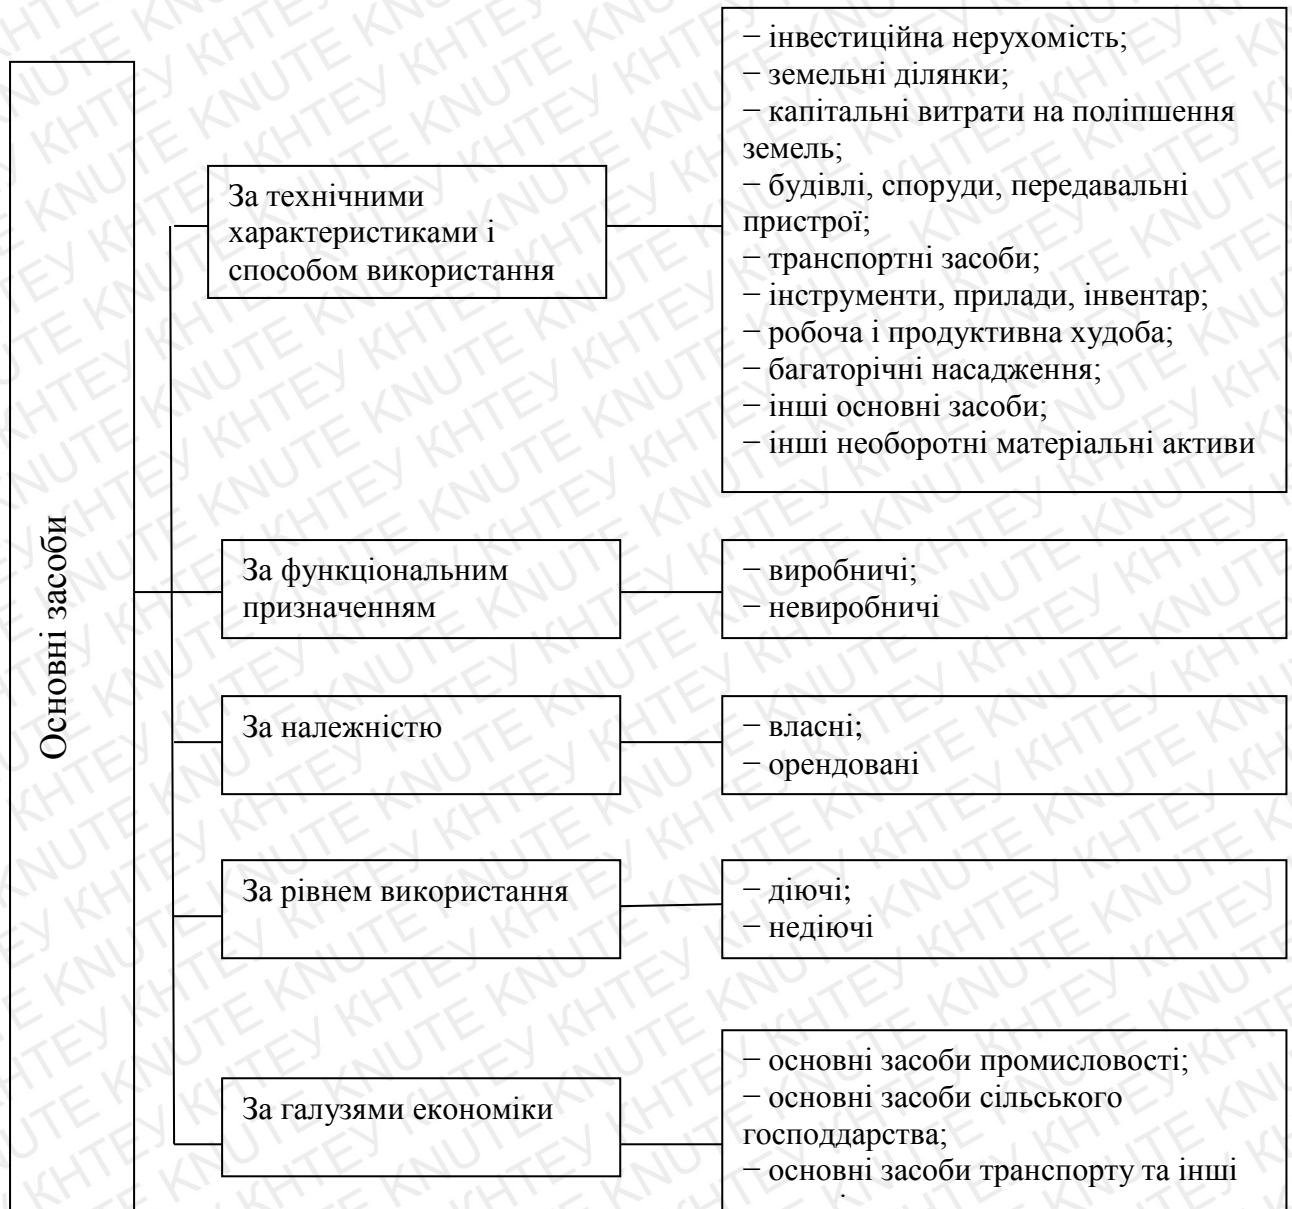 Основні засоби
За технічними
характеристиками і
способом використання
− інвестиційна нерухомість;
− земельні ділянки;
− капітальні витрати на поліпшення
земель;
− будівлі, споруди, передавальні
пристрої;
− транспортні засоби;
− інструменти, прилади, інвентар;
− робоча і продуктивна худоба;
− багаторічні насадження;
− інші основні засоби;
− інші необоротні матеріальні активи
За функціональним
призначенням
− виробничі;
− невиробничі
За належністю
− власні;
− орендовані
За рівнем використання
− діючі;
− недіючі
За галузями економіки
− основні засоби промисловості;
− основні засоби сільського
господдарства;
− основні засоби транспорту та інші